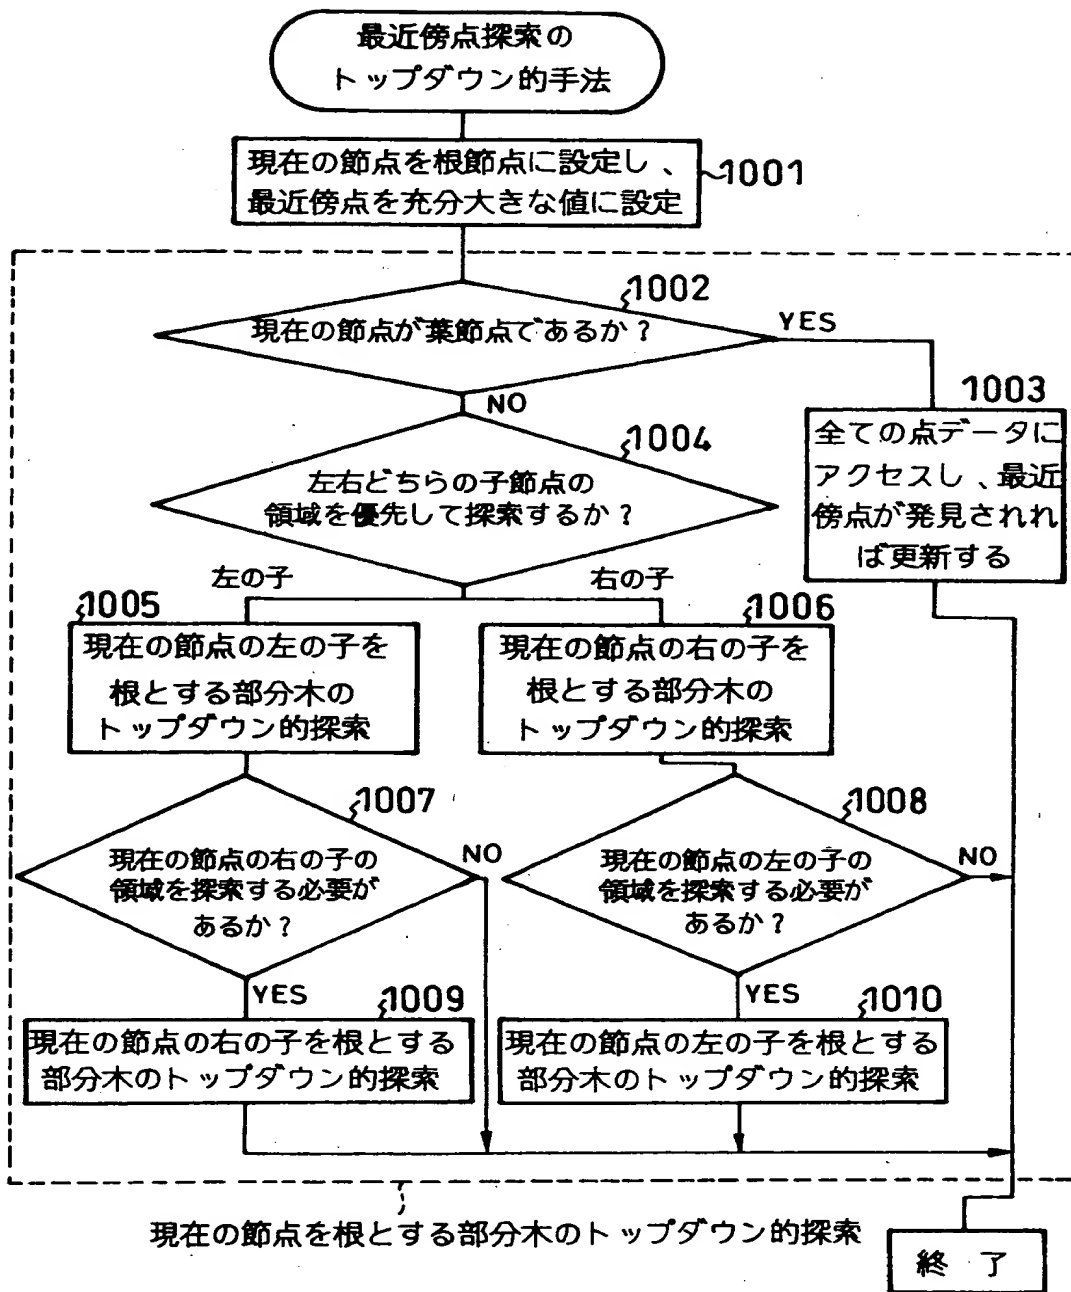 最近傍点探索の
トップダウン的手法
現在の節点を根節点に設定し、
最近傍点を充分大きな値に設定
1001
1002
現在の節点が葉節点であるか?
YES
NO
1003
全ての点データに
アクセスし、最近
傍点が発見されれ
ば更新する
1004
左右どちらの子節点の
領域を優先して探索するか?
左の子
右の子
1005
現在の節点の左の子を
根とする部分木の
トップダウン的探索
1006
現在の節点の右の子を
根とする部分木の
トップダウン的探索
1007
現在の節点の右の子の
領域を探索する必要が
あるか?
NO
YES
1008
現在の節点の左の子の
領域を探索する必要が
あるか?
NO
YES
1009
現在の節点の右の子を根とする
部分木のトップダウン的探索
1010
現在の節点の左の子を根とする
部分木のトップダウン的探索
現在の節点を根とする部分木のトップダウン的探索
終 了